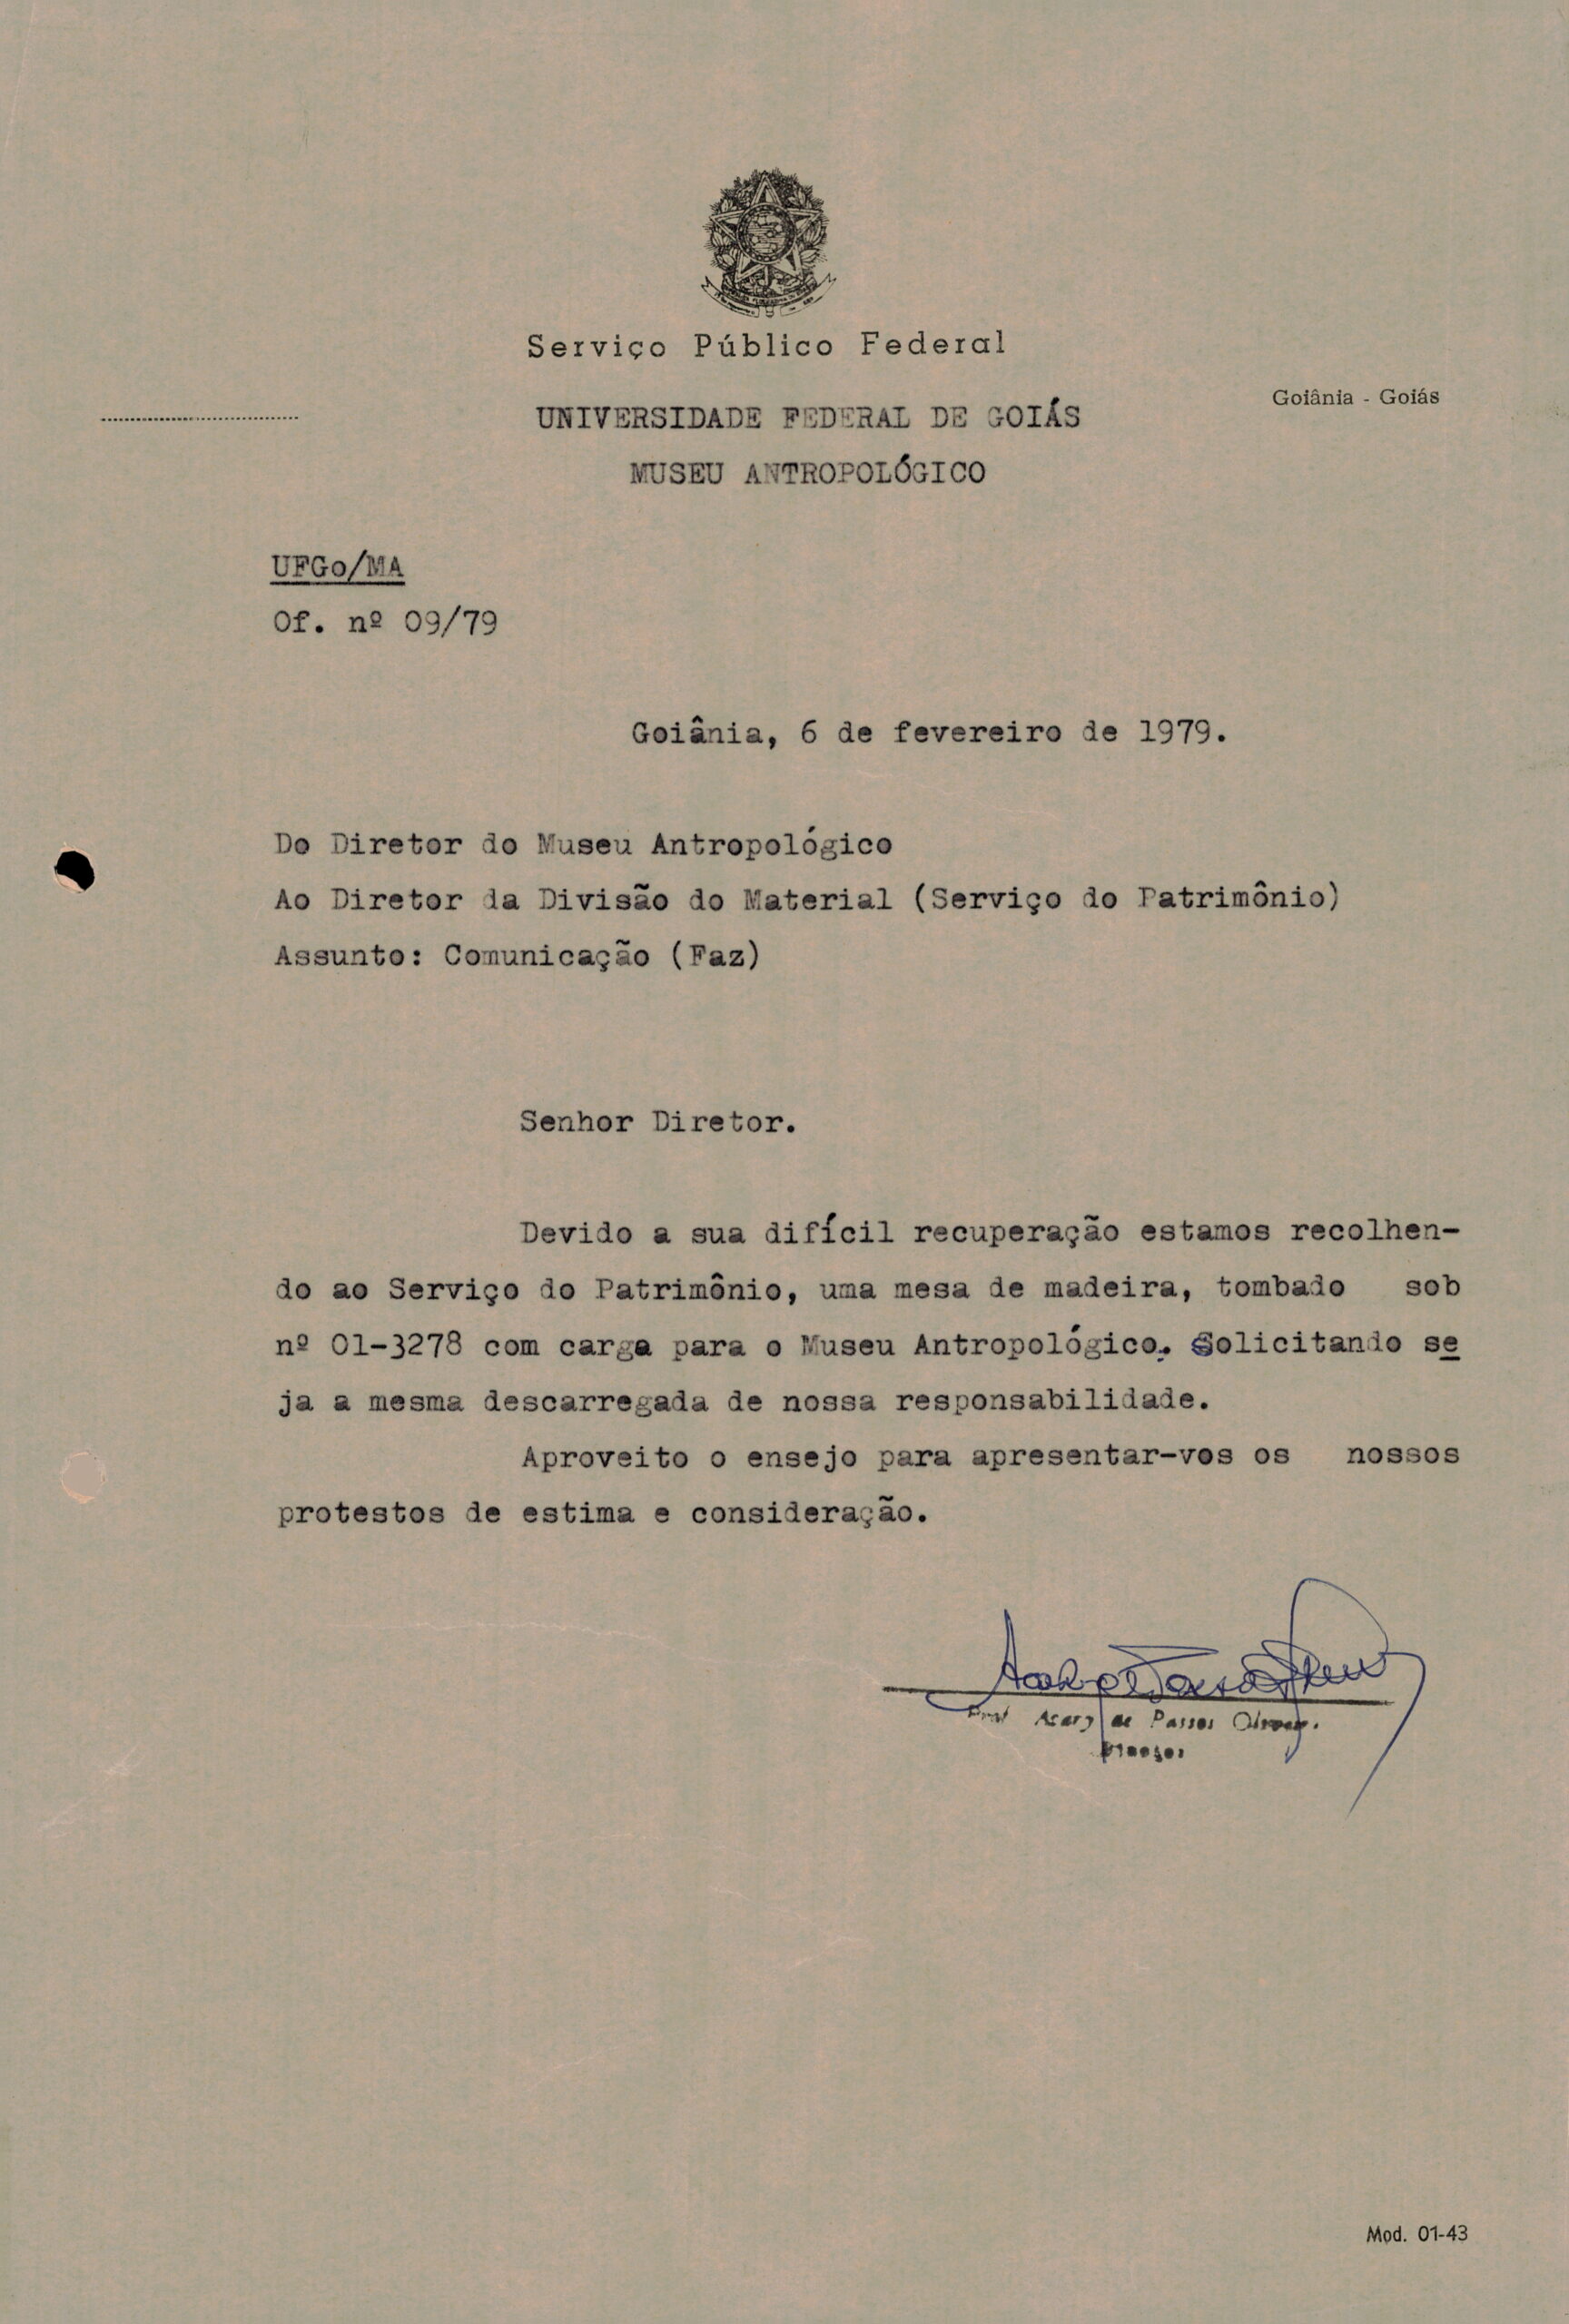 Serviço Público Federal
Goiânia - Goiás
UNIVERSIDADE FEDERAL DE GOIÁS
MUSEU ANTROPOLÓGICO
UFGo/MA
Of. nº 09/79
Goiânia, 6 de fevereiro de 1979.
Do Diretor do Museu Antropológico
Ao Diretor da Divisão do Material (Serviço do Patrimônio)
Assunto: Comunicação (Faz)
Senhor Diretor.
Devido a sua difícil recuperação estamos recolhen-
do ao Serviço do Patrimônio, uma mesa de madeira, tombado sob
nº 01-3278 com carga para o Museu Antropológico. Solicitando se
ja a mesma descarregada de nossa responsabilidade.
Aproveito o ensejo para apresentar-vos os nossos
protestos de estima e consideração.
Prof Acary de Passos Oliveira.
Diretor
Mod. 01-43